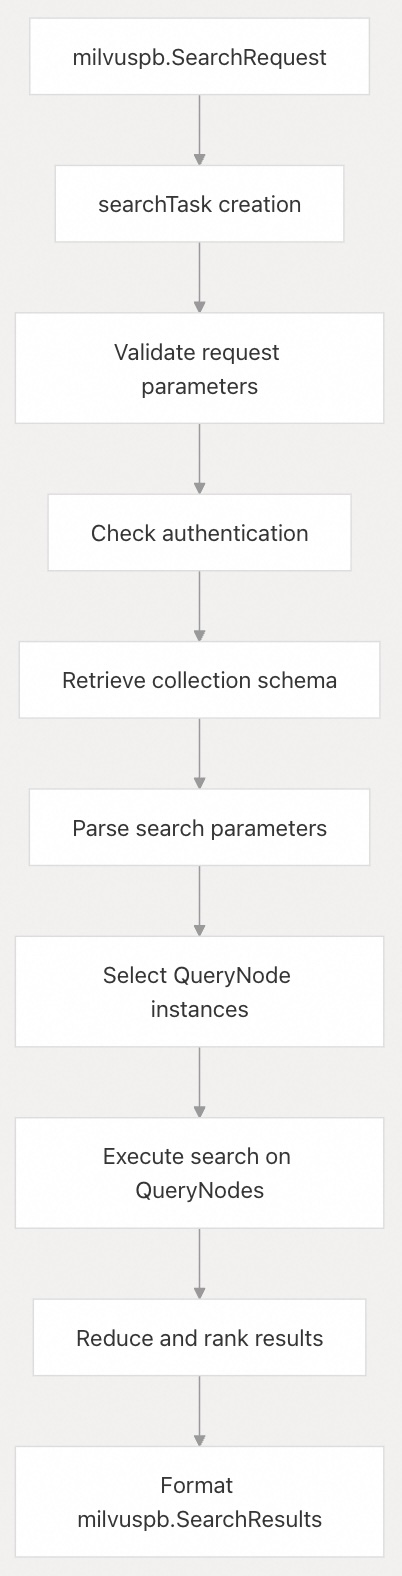 milvuspb.SearchRequest
searchTask creation
Validate request
parameters
Check authentication
Retrieve collection schema
Parse search parameters
Select QueryNode
instances
Execute search on
QueryNodes
Reduce and rank results
Format
milvuspb.SearchResults